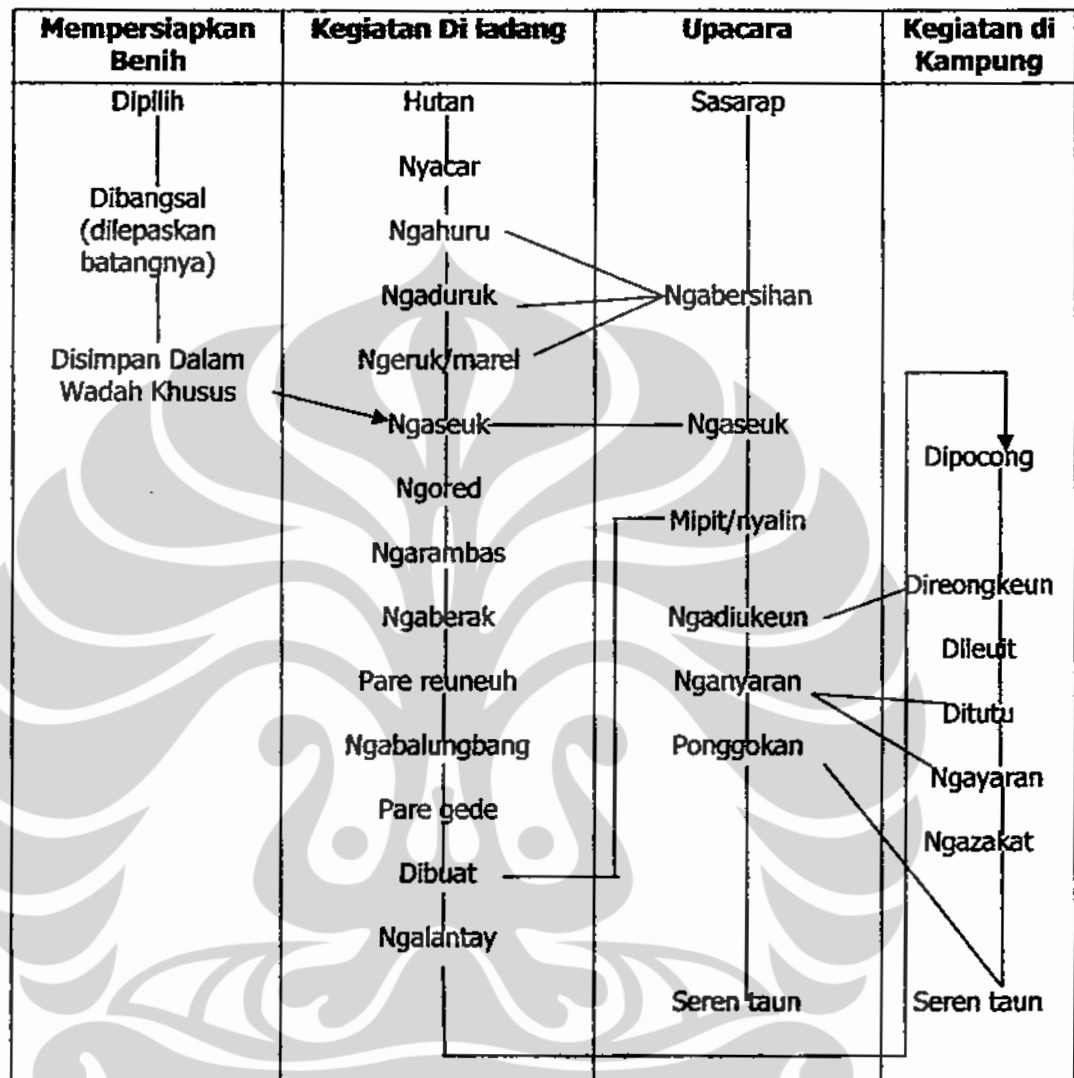 Mempersiapkan
Benih
Kegiatan Di ladang
Upacara
Kegiatan di
Kampung
Dipilih
Dibangsal
(dilepaskan
batangnya)
Disimpan Dalam
Wadah Khusus
Hutan
Nyacar
Ngahuru
Ngaduruk
Ngeruk/marel
Ngaseuk
Ngored
Ngarambas
Ngaberak
Pare reuneuh
Ngabalungbang
Pare gede
Dibuat
Ngalantay
Sasarap
Ngabersihan
Ngaseuk
Mipit/nyalin
Ngadiukeun
Nganyaran
Ponggokan
Seren taun
Dipocong
Direongkeun
Dileuit
Ditutu
Ngayaran
Ngazakat
Seren taun